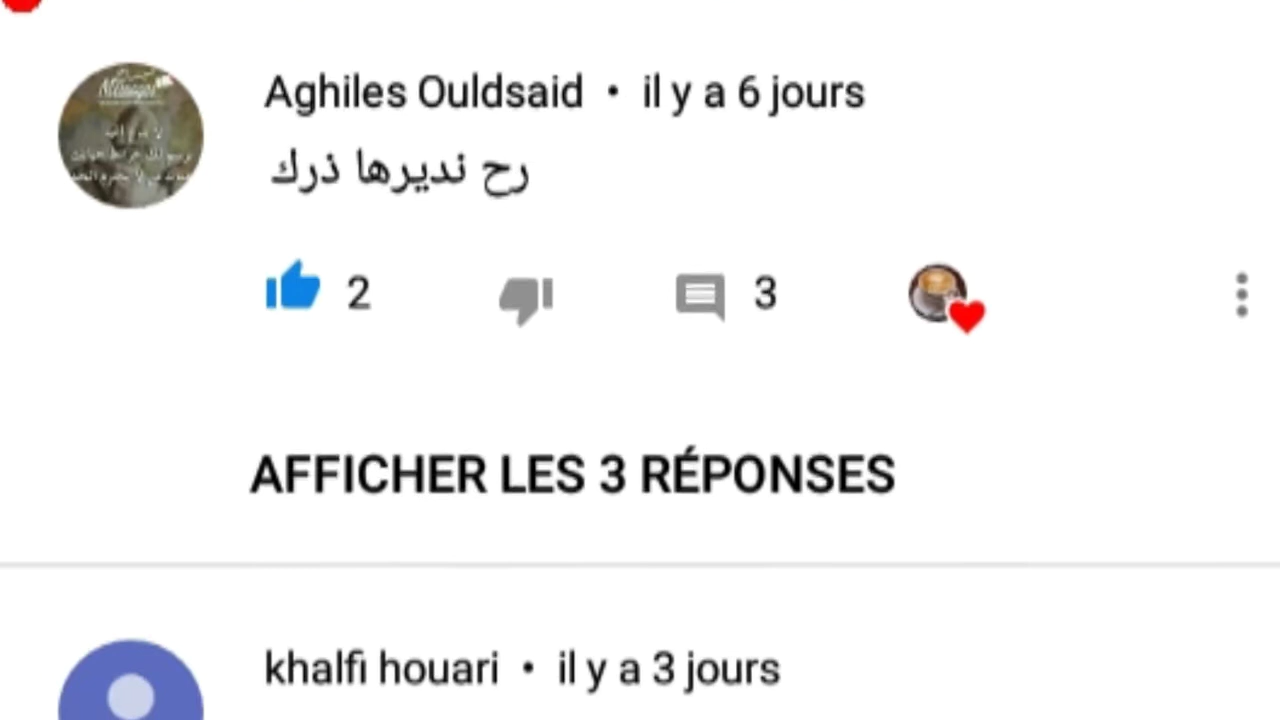 Aghiles Ouldsaid • il y a 6 jours
رح نديرها ذرك
2
3
AFFICHER LES 3 RÉPONSES
khalfi houari • il y a 3 jours